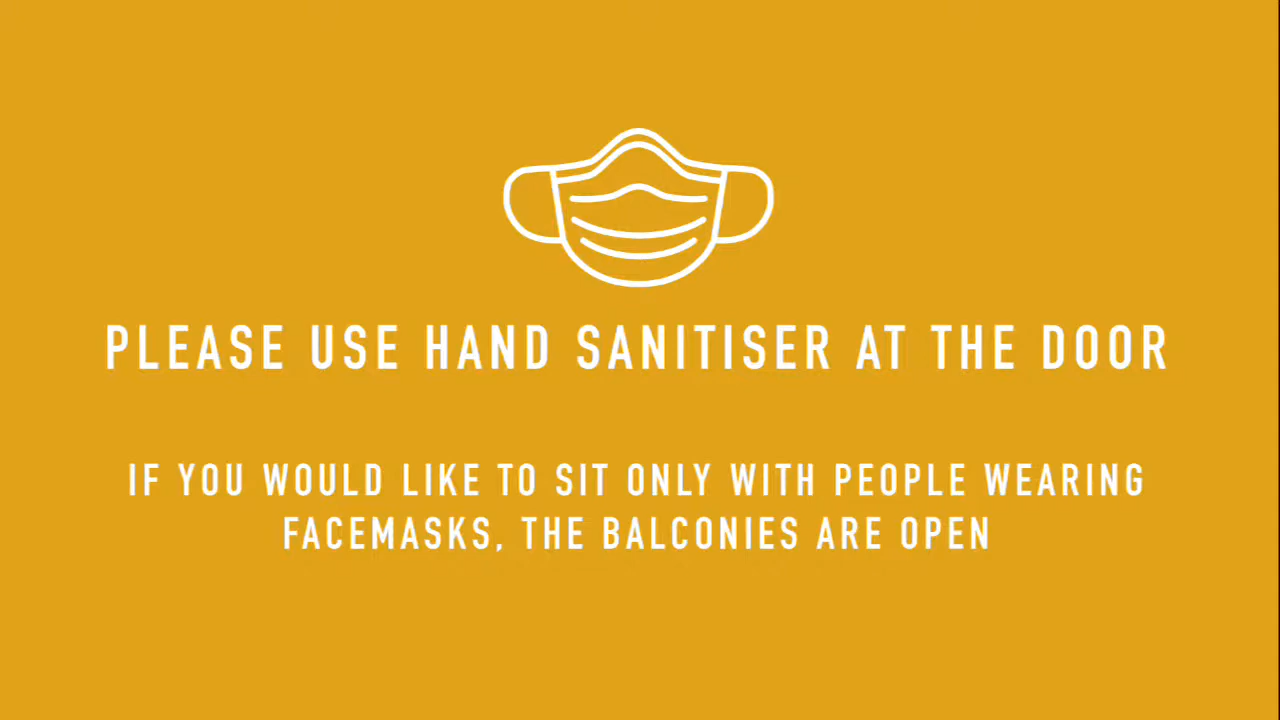 PLEASE USE HAND SANITISER AT THE DOOR
IF YOU WOULD LIKE TO SIT ONLY WITH PEOPLE WEARING
FACEMASKS, THE BALCONIES ARE OPEN